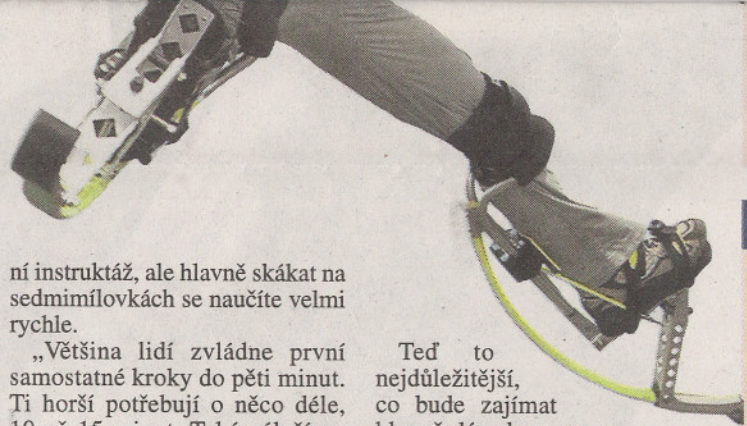 ní instruktáž, ale hlavně skákat na
sedmimílovkách se naučíte velmi
rychle.
„Většina lidí zvládne první
samostatné kroky do pěti minut.
Ti horší potřebují o něco déle,
Teď to
nejdůležitější,
co bude zajímat